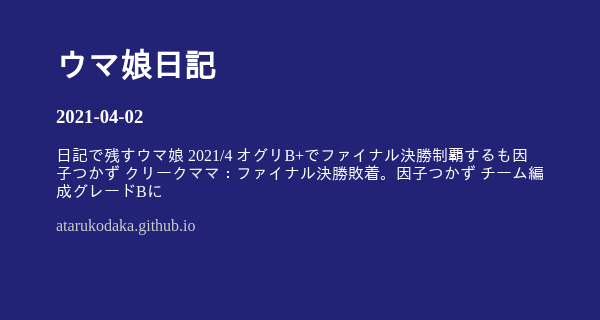 ウマ娘日記
2021-04-02
日記で残すウマ娘 2021/4 オグリB+でファイナル決勝制覇するも因
子つかず クリークママ：ファイナル決勝敗着。因子つかず チーム編
成グレードBに
atarukodaka.github.io